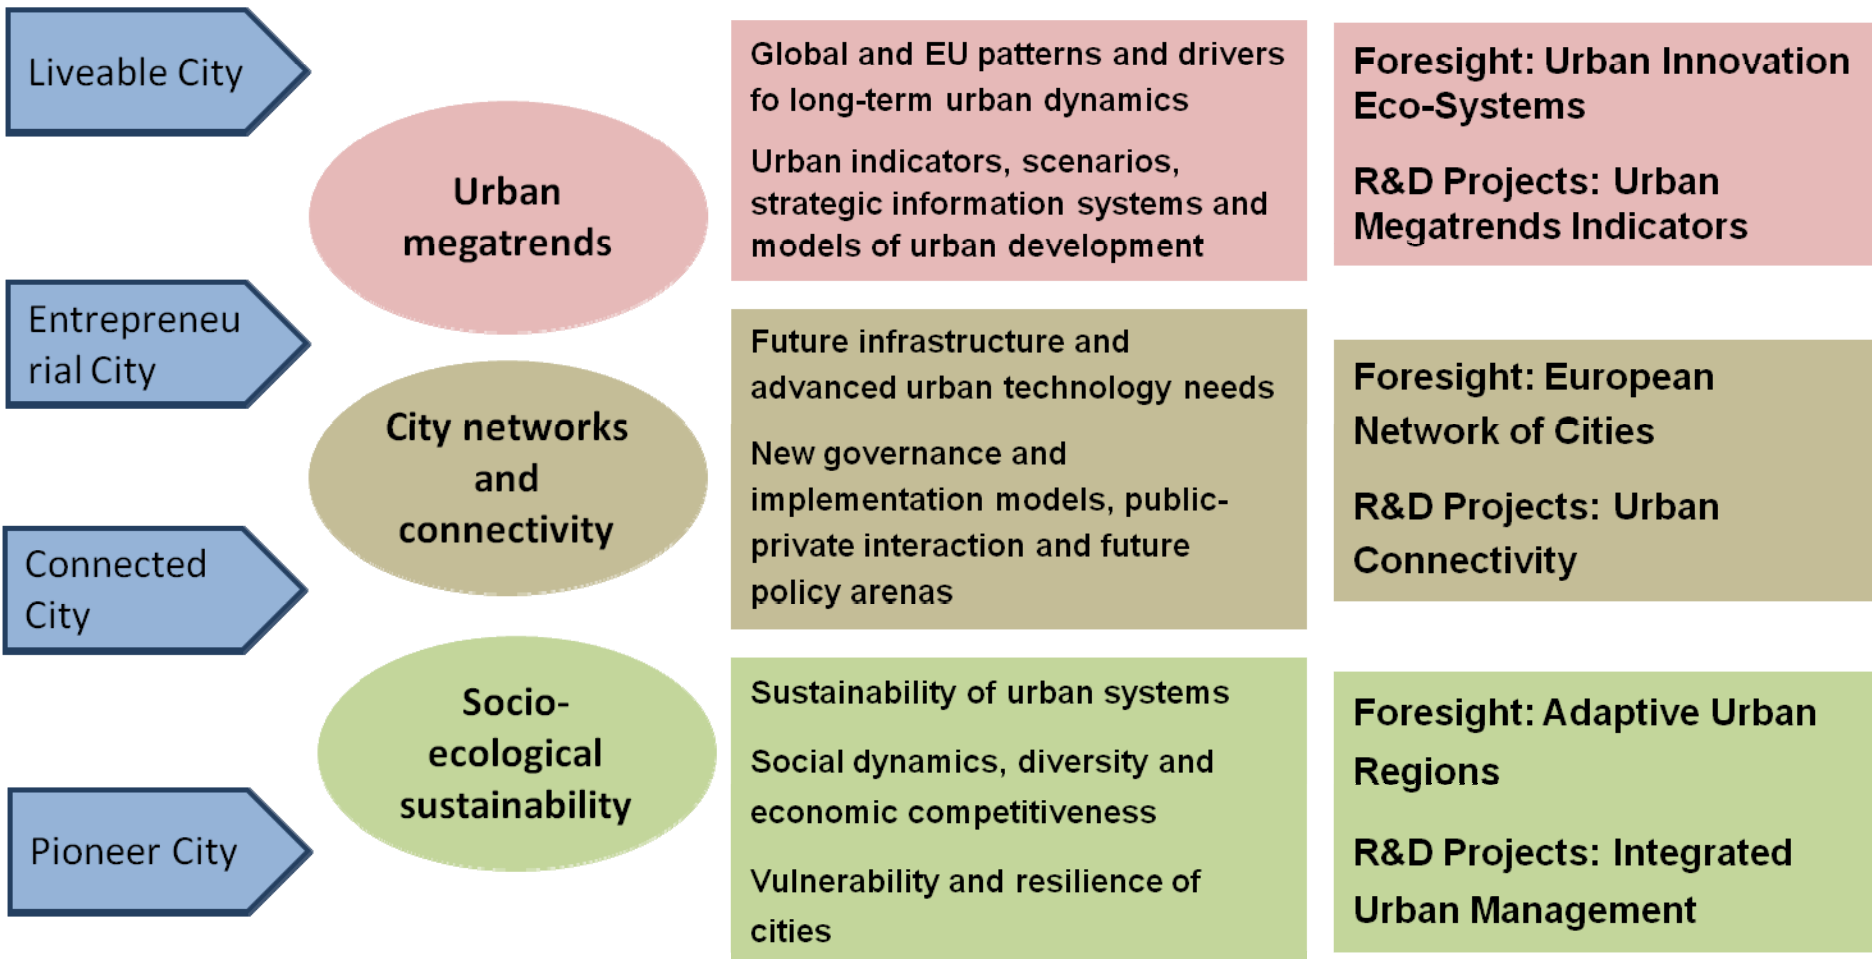 Liveable City
Entrepreneu
rial City
Connected
City
Pioneer City
Urban
megatrends
City networks
and
connectivity
Socio-
ecological
sustainability
Global and EU patterns and drivers
fo long-term urban dynamics
Urban indicators, scenarios,
strategic information systems and
models of urban development
Future infrastructure and
advanced urban technology needs
New governance and
implementation models, public-
private interaction and future
policy arenas
Sustainability of urban systems
Social dynamics, diversity and
economic competitiveness
Vulnerability and resilience of
cities
Foresight: Urban Innovation
Eco-Systems
R&D Projects: Urban
Megatrends Indicators
Foresight: European
Network of Cities
R&D Projects: Urban
Connectivity
Foresight: Adaptive Urban
Regions
R&D Projects: Integrated
Urban Management